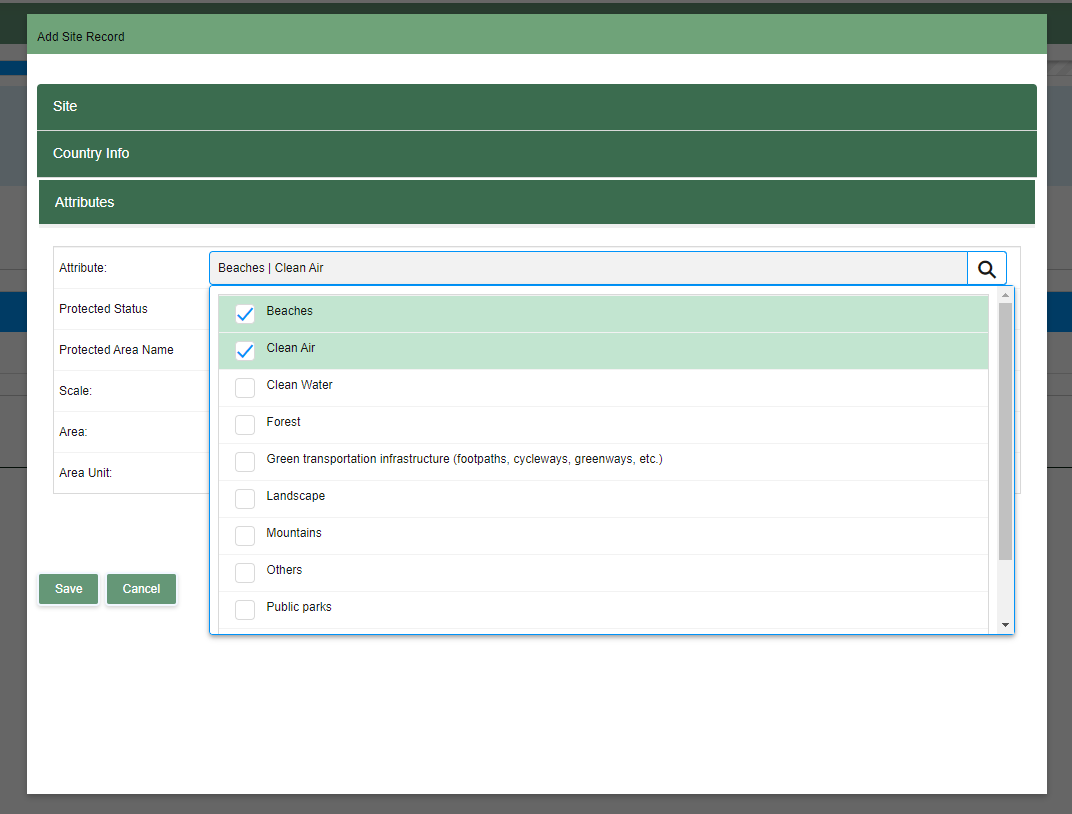 Add Site Record
Site
Country Info
Attributes
Attribute:
Beaches | Clean Air
Protected Status
Protected Area Name
Scale:
Area:
Area Unit:
Beaches
Clean Air
Clean Water
Forest
Green transportation infrastructure (footpaths, cycleways, greenways, etc.)
Landscape
Mountains
Others
Public parks
Save
Cancel